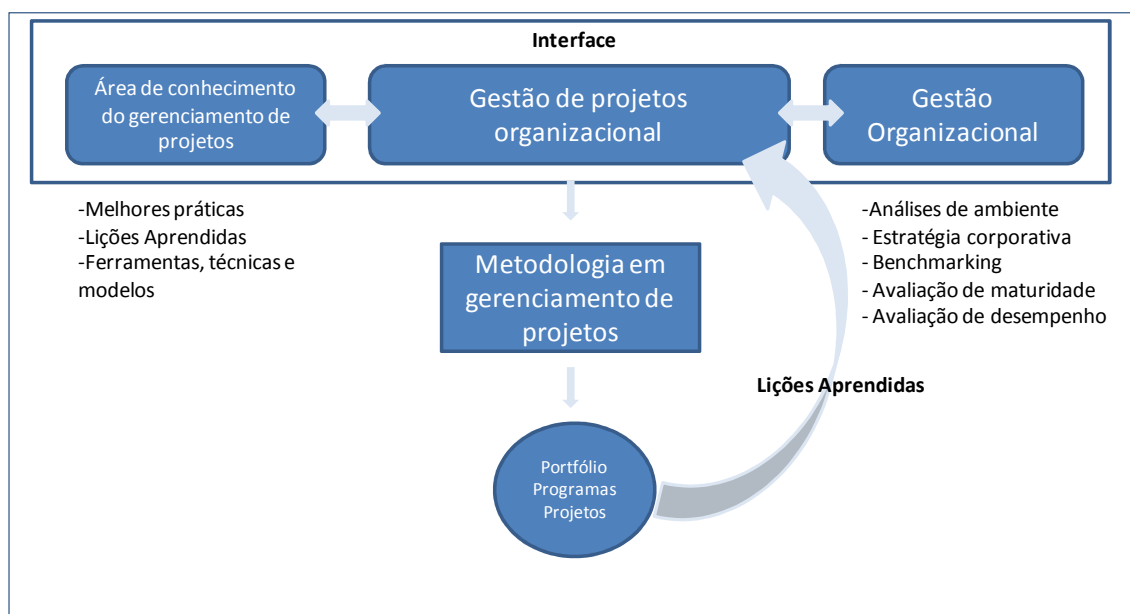 Interface
Área de conhecimento
do gerenciamento de
projetos
Gestão de projetos
organizacional
Gestão
Organizacional
-Melhores práticas
-Lições Aprendidas
-Ferramentas, técnicas e
modelos
-Análises de ambiente
- Estratégia corporativa
- Benchmarking
- Avaliação de maturidade
- Avaliação de desempenho
Metodologia em
gerenciamento de
projetos
Lições Aprendidas
Portfólio
Programas
Projetos